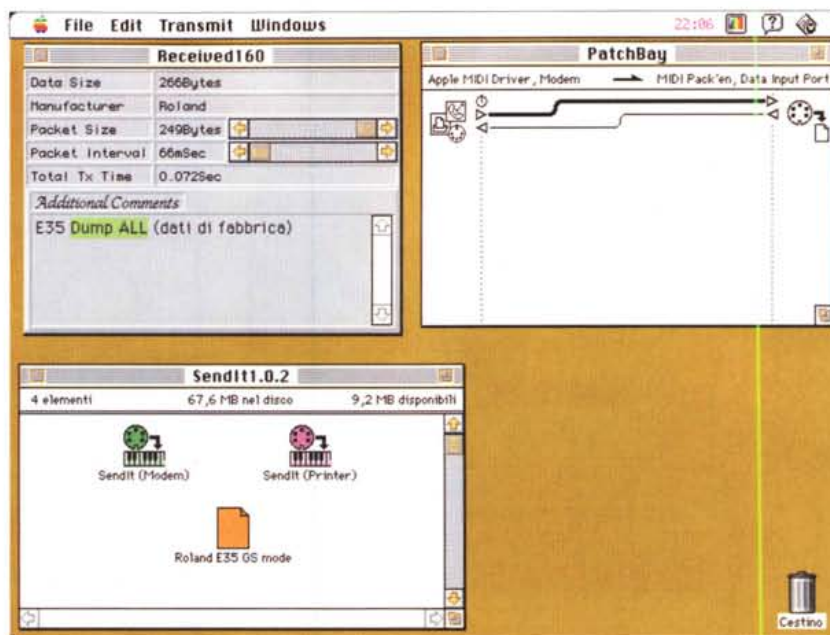 File Edit Transmit Windows 22:06
Received160
Data Size 266Bytes
Manufacturer Roland
Packet Size 249Bytes
Packet Interval 66mSec
Total Tx Time 0.072Sec
Additional Comments
E35 Dump ALL (dati di fabbrica)
PatchBay
Apple MIDI Driver, Modem MIDI Pack'en, Data Input Port
SendIt1.0.2
4 elementi 67,6 MB nel disco 9,2 MB disponibili
SendIt (Modem) SendIt (Printer)
Roland E35 GS mode
Cestino